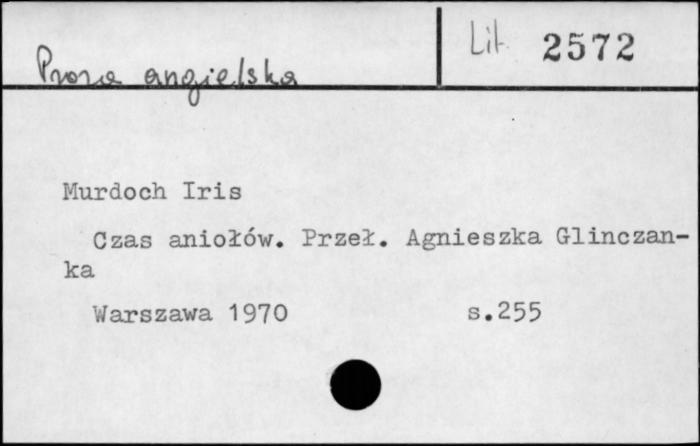 Proza angielska
Lit. 2572
Murdoch Iris
Czas aniołów. Przeł. Agnieszka Glinczan-
ka
Warszawa 1970 s.255